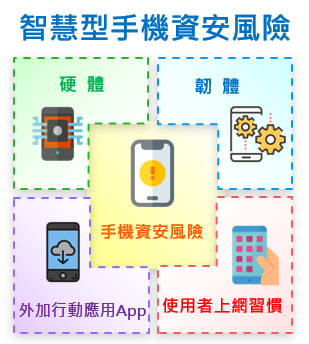 智慧型手機資安風險
硬體
韌體
手機資安風險
外加行動應用App
使用者上網習慣